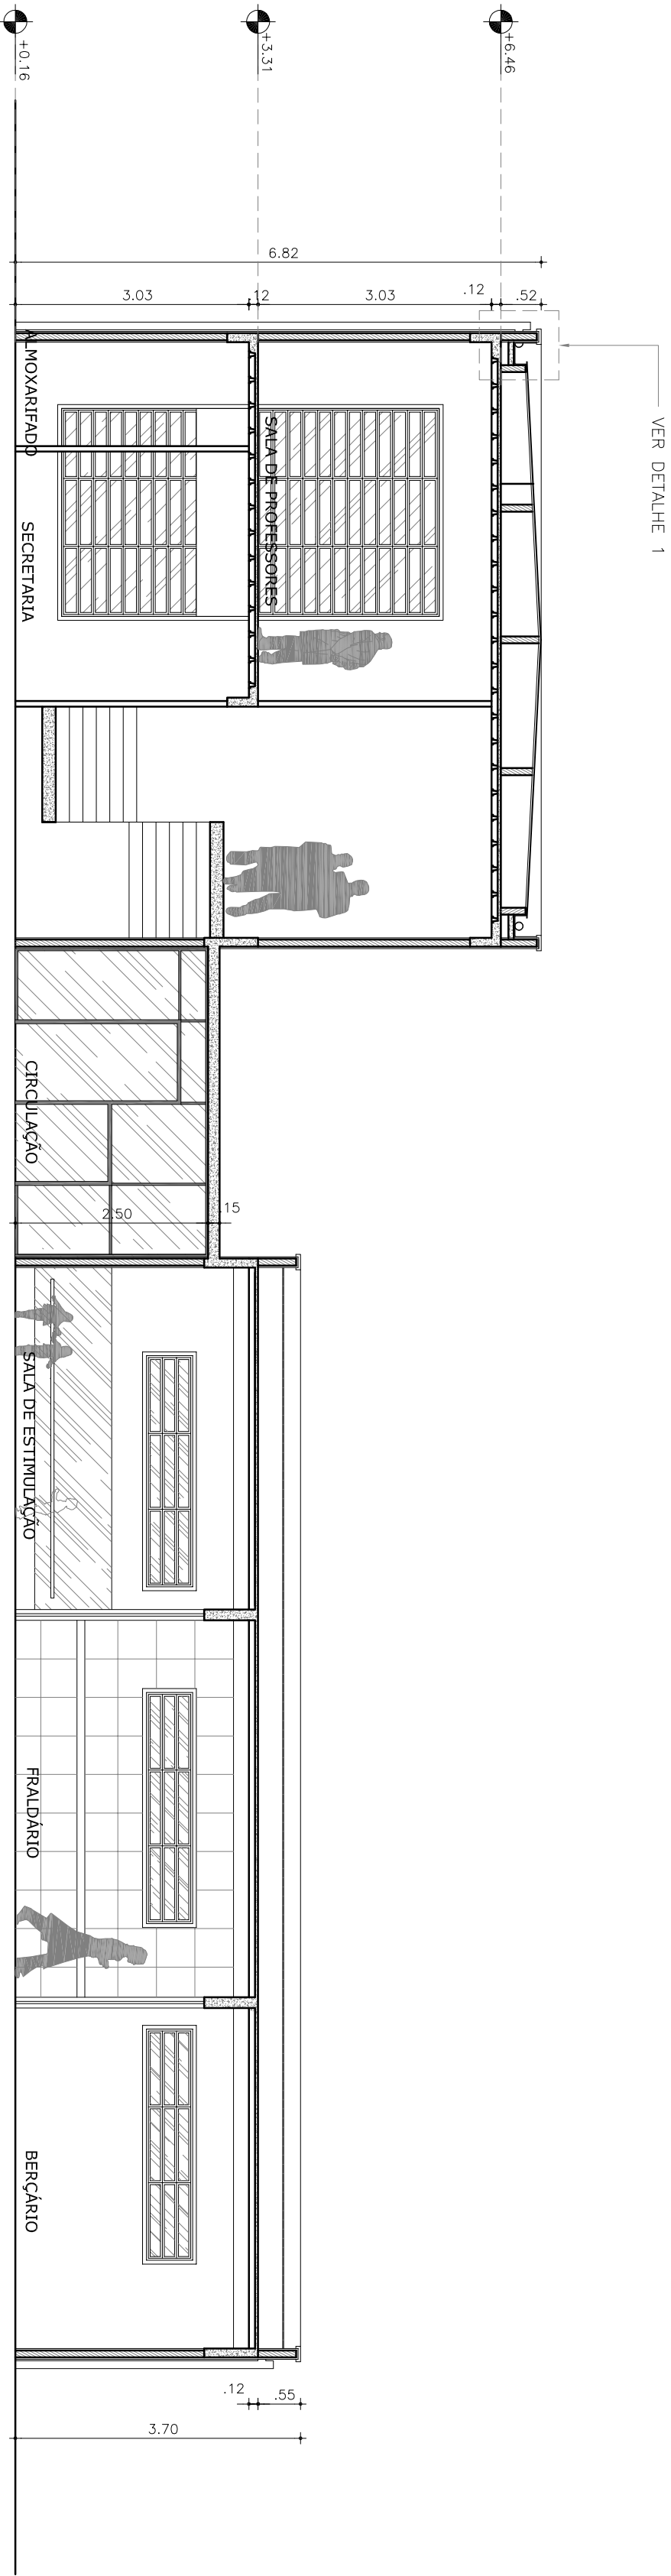 VER DETALHE 1
+6.46
+3.31
+0.16
6.82
.52
.12
3.03
.12
3.03
SALA DE PROFESSORES
ALMOXARIFADO
SECRETARIA
CIRCULAÇÃO
2.50
.15
SALA DE ESTIMULAÇÃO
FRALDÁRIO
BERÇÁRIO
.55
.12
3.70